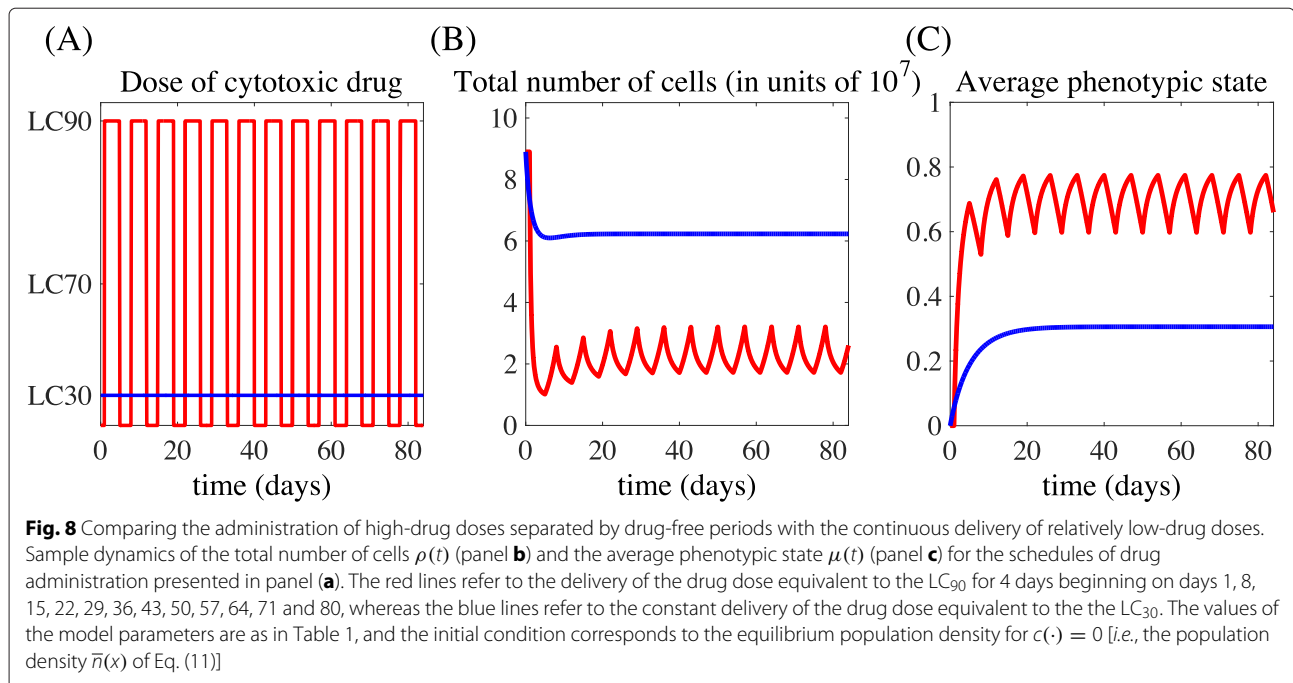 (A)
Dose of cytotoxic drug
LC90
LC70
LC30
0 20 40 60 80
time (days)
(B)
Total number of cells (in units of 10^7)
10
8
6
4
2
0
0 20 40 60 80
time (days)
(C)
Average phenotypic state
1
0.8
0.6
0.4
0.2
0
0 20 40 60 80
time (days)
Fig. 8 Comparing the administration of high-drug doses separated by drug-free periods with the continuous delivery of relatively low-drug doses.
Sample dynamics of the total number of cells ρ(t) (panel b) and the average phenotypic state μ(t) (panel c) for the schedules of drug
administration presented in panel (a). The red lines refer to the delivery of the drug dose equivalent to the LC₉₀ for 4 days beginning on days 1, 8,
15, 22, 29, 36, 43, 50, 57, 64, 71 and 80, whereas the blue lines refer to the constant delivery of the drug dose equivalent to the the LC₃₀. The values of
the model parameters are as in Table 1, and the initial condition corresponds to the equilibrium population density for c(·) = 0 [i.e., the population
density n̅(x) of Eq. (11)]